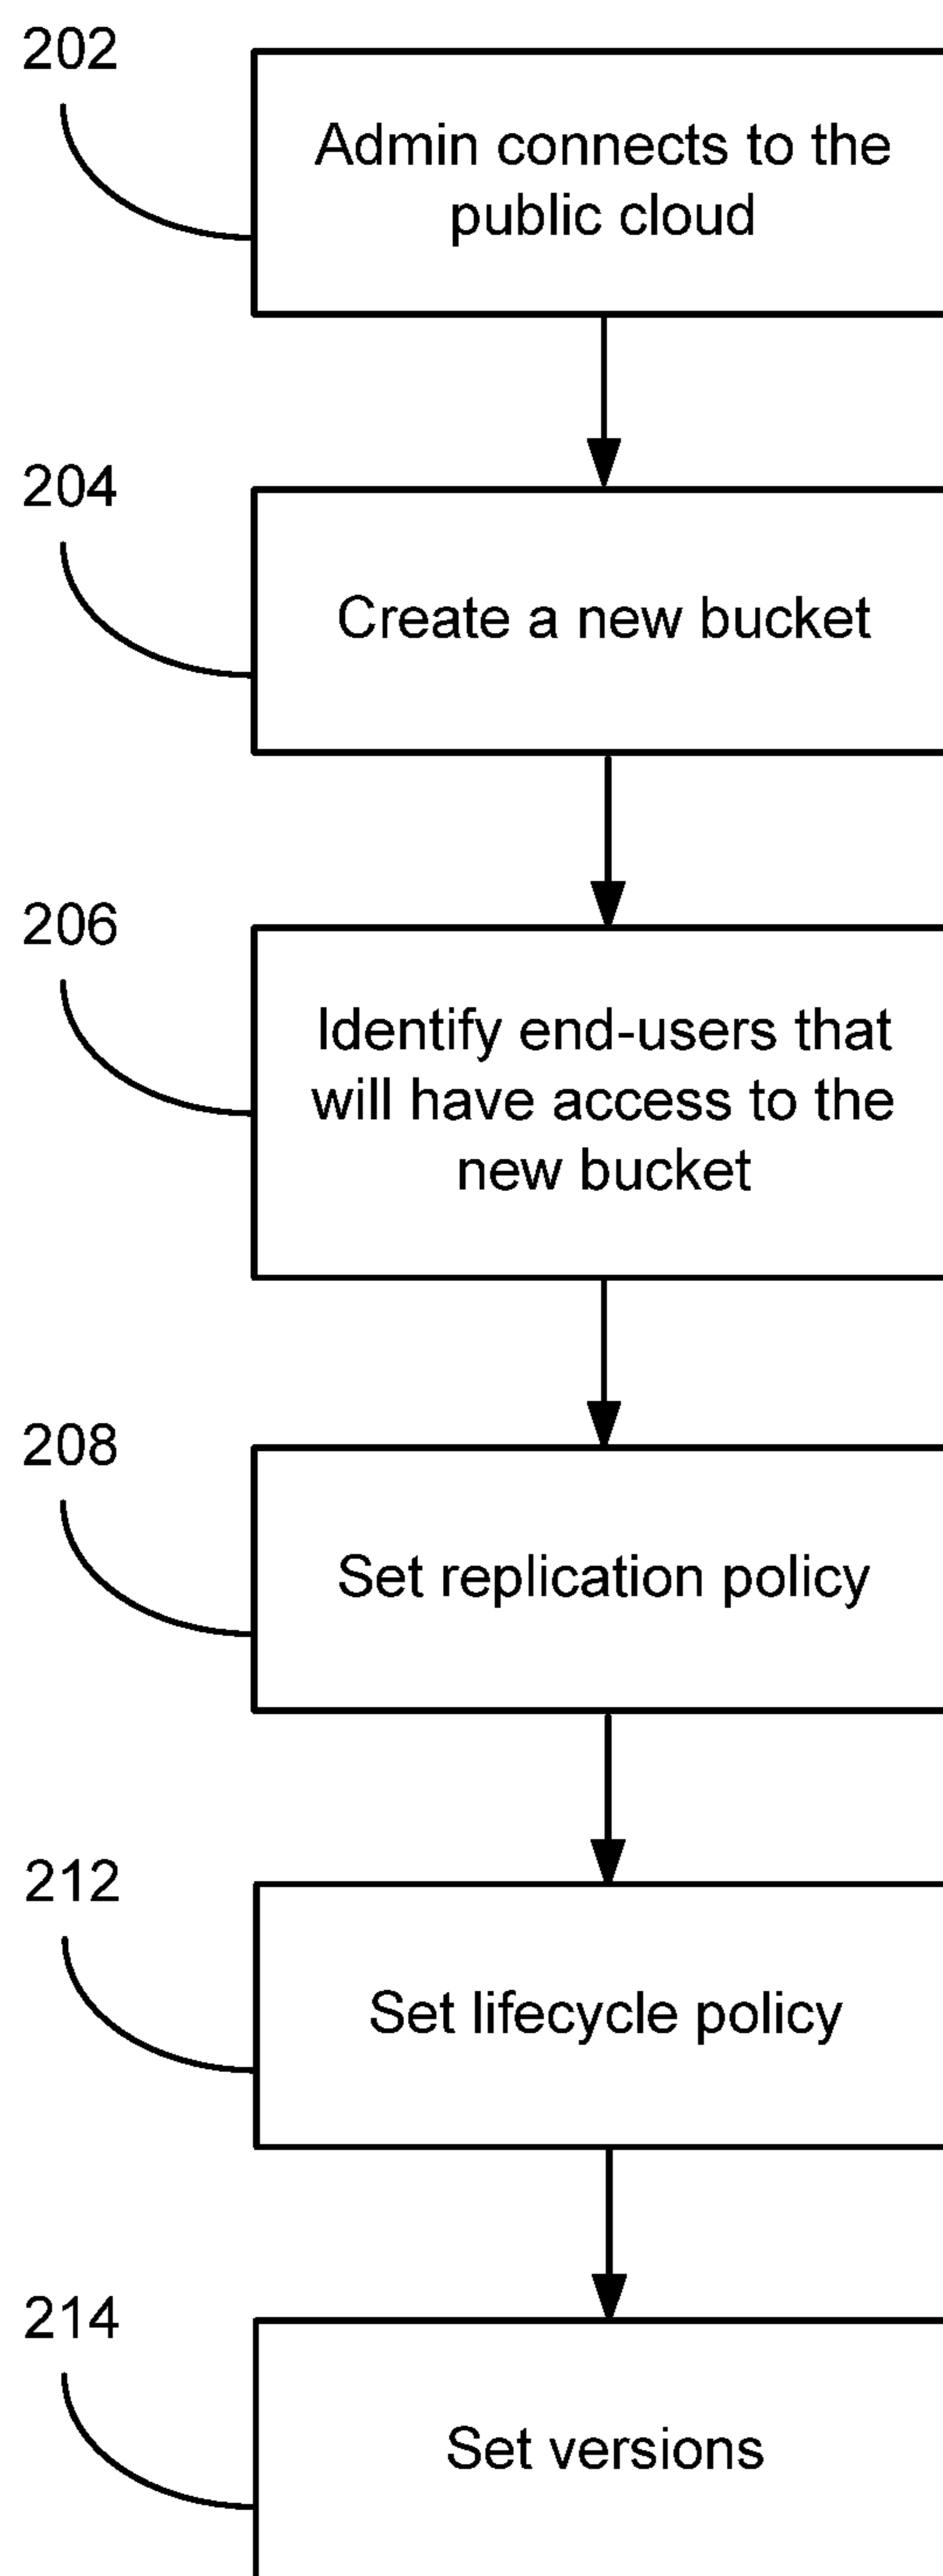 202
Admin connects to the
public cloud
204
Create a new bucket
206
Identify end-users that
will have access to the
new bucket
208
Set replication policy
212
Set lifecycle policy
214
Set versions